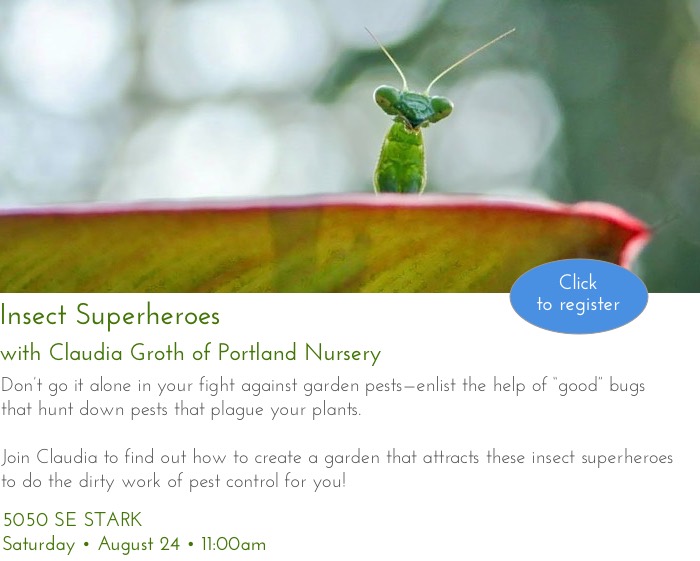 Click
to register
Insect Superheroes
with Claudia Groth of Portland Nursery
Don't go it alone in your fight against garden pests—enlist the help of "good" bugs
that hunt down pests that plague your plants.
Join Claudia to find out how to create a garden that attracts these insect superheroes
to do the dirty work of pest control for you!
5050 SE STARK
Saturday • August 24 • 11:00am